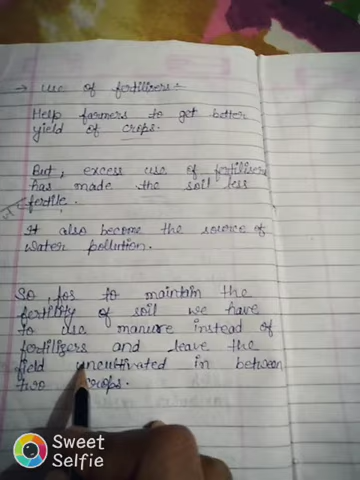 → Use of fertilizers :-
Help farmers to get better
yield of crops.
But, excess use of fertilizers
has made the soil less
fertile.
It also become the source of
water pollution.
So, for to maintain the
fertility of soil we have
to use manure instead of
fertilizers and leave the
field uncultivated in between
two crops.
Sweet
Selfie